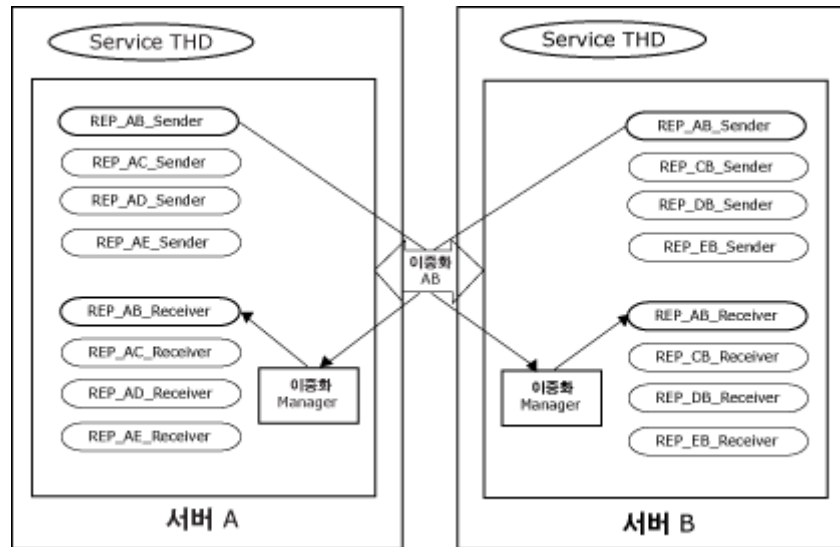 Service THD
REP_AB_Sender
REP_AC_Sender
REP_AD_Sender
REP_AE_Sender
REP_AB_Receiver
REP_AC_Receiver
REP_AD_Receiver
REP_AE_Receiver
이중화
Manager
서버 A
이중화
AB
Service THD
REP_AB_Sender
REP_CB_Sender
REP_DB_Sender
REP_EB_Sender
REP_AB_Receiver
REP_CB_Receiver
REP_DB_Receiver
REP_EB_Receiver
이중화
Manager
서버 B